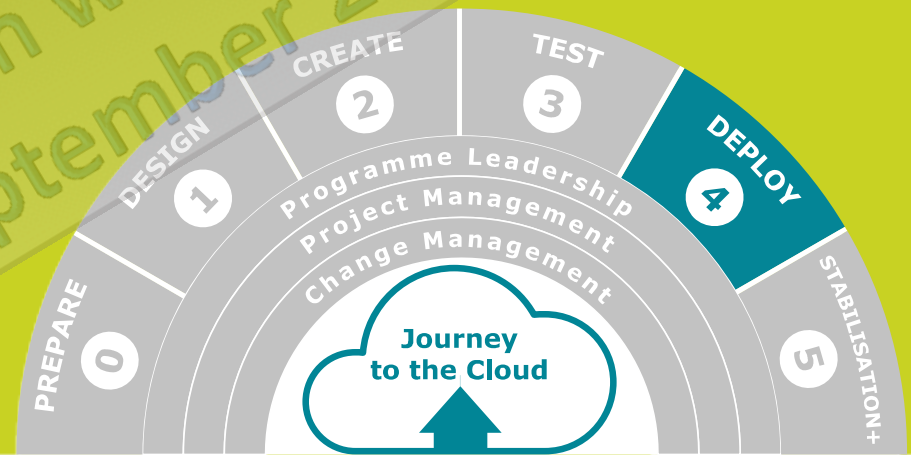 PREPARE
0
DESIGN
1
CREATE
2
TEST
3
DEPLOY
4
STABILISATION+
5
Programme Leadership
Project Management
Change Management
Journey
to the Cloud